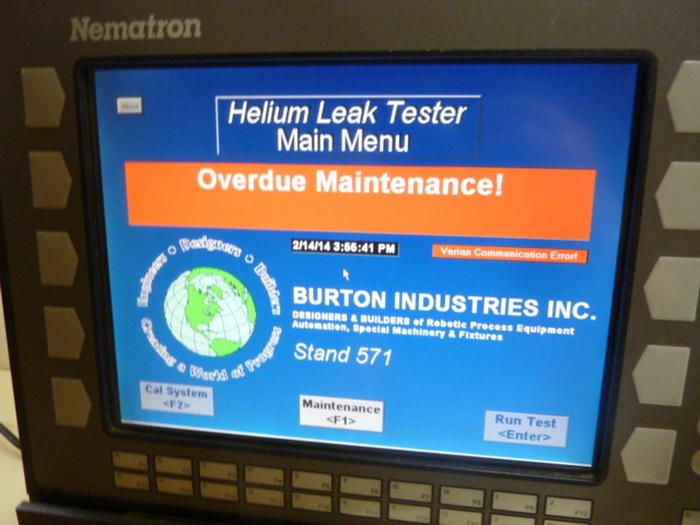 Nematron
About
Helium Leak Tester
Main Menu
Overdue Maintenance!
2/14/14 3:55:41 PM
Varian Communication Error!
Engineers • Designers • Builders
Creating a World of Progress
BURTON INDUSTRIES INC.
DESIGNERS & BUILDERS of Robotic Process Equipment
Automation, Special Machinery & Fixtures
Stand 571
Cal System
<F2>
Maintenance
<F1>
Run Test
<Enter>